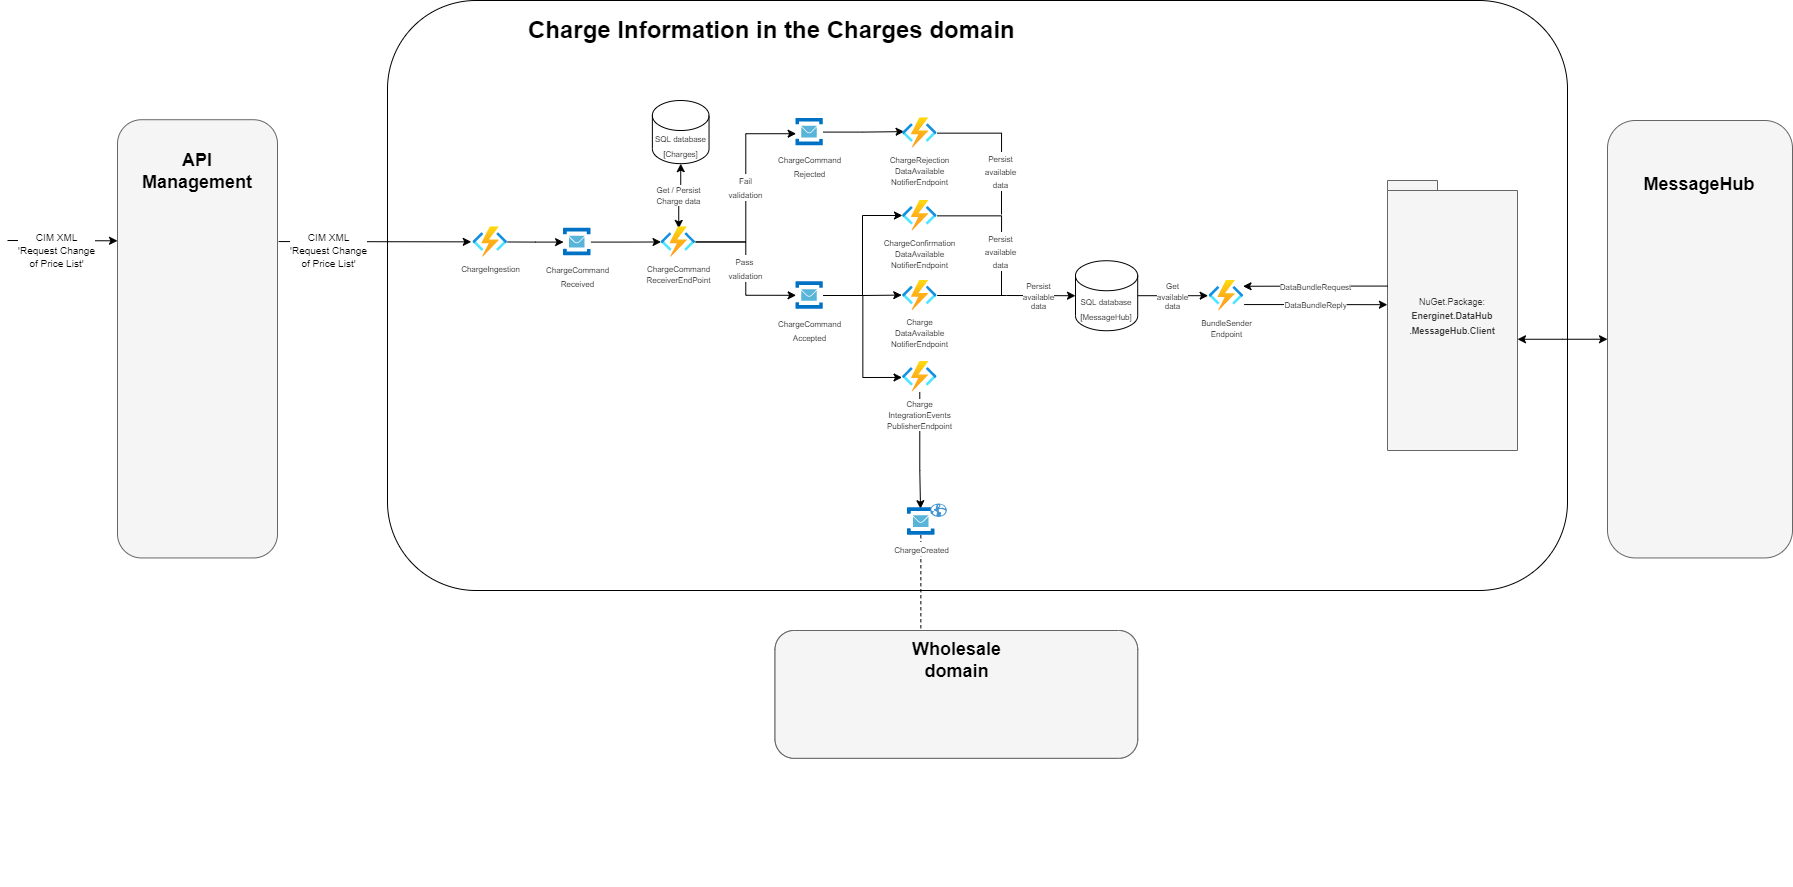 Charge Information in the Charges domain
API
Management
CIM XML
'Request Change
of Price List'
CIM XML
'Request Change
of Price List'
ChargeIngestion
ChargeCommand
Received
SQL database
[Charges]
Get / Persist
Charge data
ChargeCommand
ReceiverEndPoint
Fail
validation
Pass
validation
ChargeCommand
Rejected
ChargeCommand
Accepted
ChargeRejection
DataAvailable
NotifierEndpoint
ChargeConfirmation
DataAvailable
NotifierEndpoint
Charge
DataAvailable
NotifierEndpoint
Charge
IntegrationEvents
PublisherEndpoint
ChargeCreated
Persist
available
data
Persist
available
data
Persist
available
data
SQL database
[MessageHub]
Get
available
data
BundleSender
Endpoint
DataBundleRequest
DataBundleReply
NuGet.Package:
Energinet.DataHub
.MessageHub.Client
MessageHub
Wholesale
domain